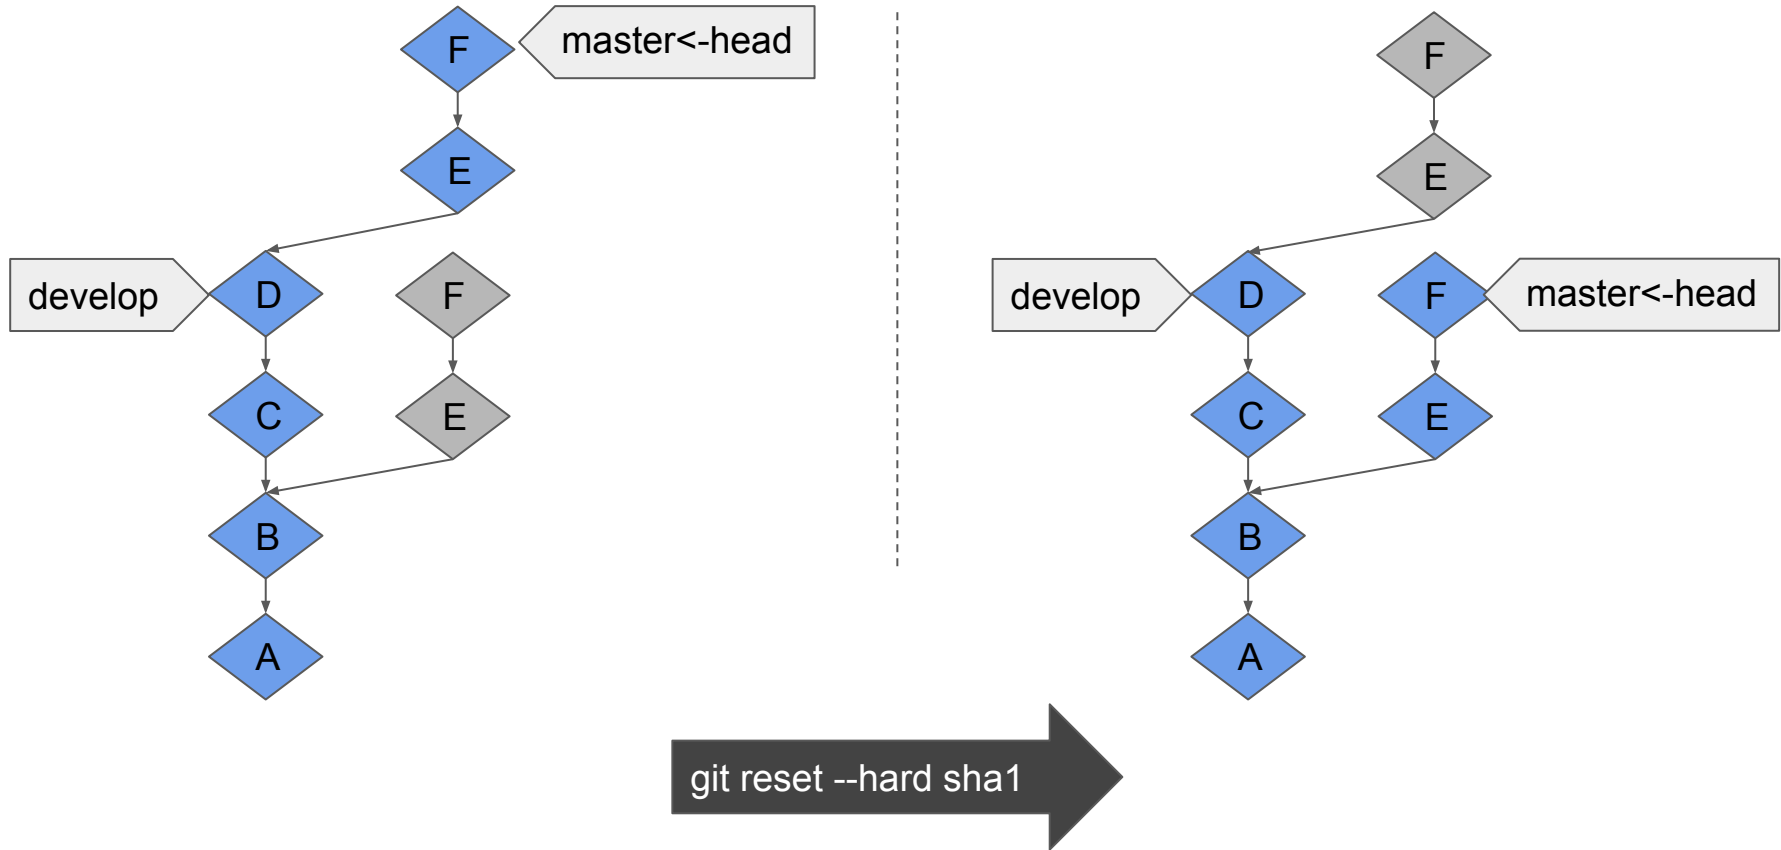 F
master<-head
E
develop
D
F
C
E
B
A
F
E
develop
D
F
master<-head
C
E
B
A
git reset --hard sha1